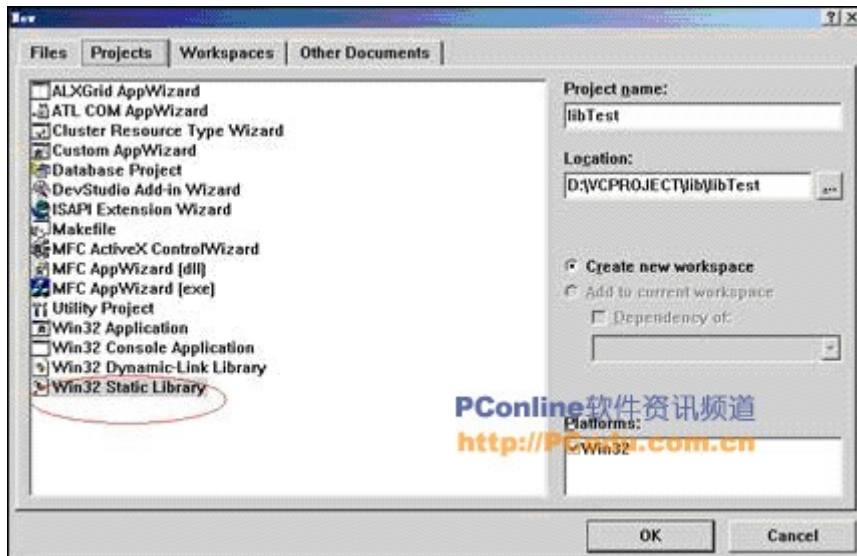 New
Files
Projects
Workspaces
Other Documents
ALXGrid AppWizard
ATL COM AppWizard
Cluster Resource Type Wizard
Custom AppWizard
Database Project
DevStudio Add-in Wizard
ISAPI Extension Wizard
Makefile
MFC ActiveX ControlWizard
MFC AppWizard (dll)
MFC AppWizard (exe)
Utility Project
Win32 Application
Win32 Console Application
Win32 Dynamic-Link Library
Win32 Static Library
Project name:
libTest
Location:
D:\VCPROJECT\lib\libTest
...
Create new workspace
Add to current workspace
Dependency of:
PConline软件资讯频道
Platforms:
http://PCedu.com.cn
Win32
OK
Cancel